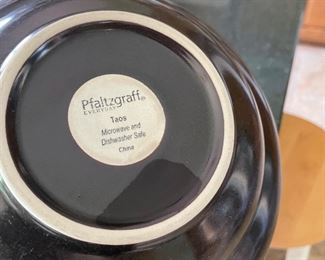 Pfaltzgraff®
EVERYDAY
Taos
Microwave and
Dishwasher Safe
China